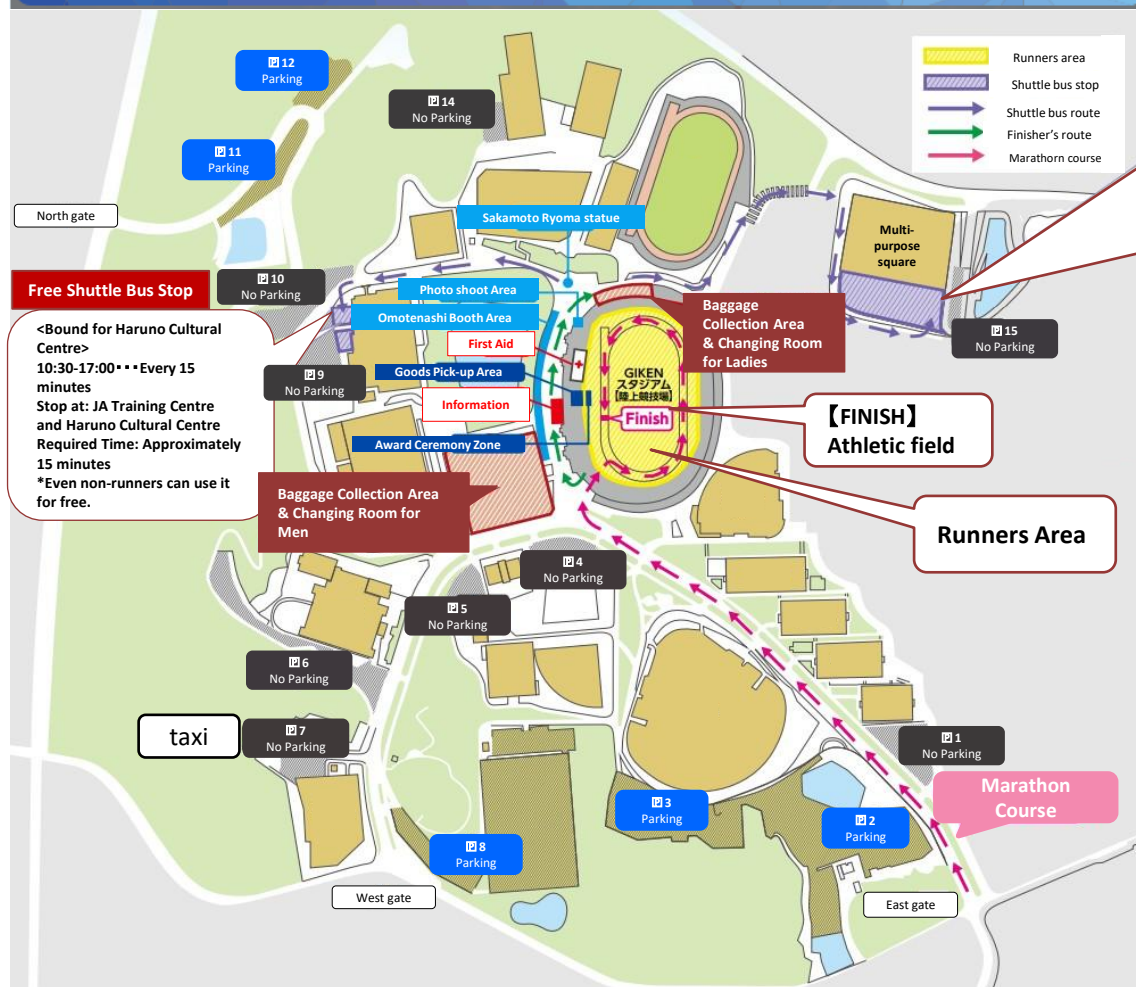 P 12
Parking
P 14
No Parking
P 11
Parking
North gate
Runners area
Shuttle bus stop
Shuttle bus route
Finisher's route
Marathorn course
Sakamoto Ryoma statue
Multi-
purpose
square
P 10
No Parking
Free Shuttle Bus Stop
<Bound for Haruno Cultural
Centre>
10:30-17:00・・・Every 15
minutes
Stop at: JA Training Centre
and Haruno Cultural Centre
Required Time: Approximately
15 minutes
*Even non-runners can use it
for free.
Photo shoot Area
Omotenashi Booth Area
First Aid
Goods Pick-up Area
Information
Award Ceremony Zone
P 9
No Parking
Baggage
Collection Area
& Changing Room
for Ladies
P 15
No Parking
GIKEN
スタジアム
【陸上競技場】
Finish
【FINISH】
Athletic field
Runners Area
Baggage Collection Area
& Changing Room for
Men
P 4
No Parking
P 5
No Parking
P 6
No Parking
taxi
P 7
No Parking
P 1
No Parking
Marathon
Course
P 3
Parking
P 2
Parking
P 8
Parking
West gate
East gate